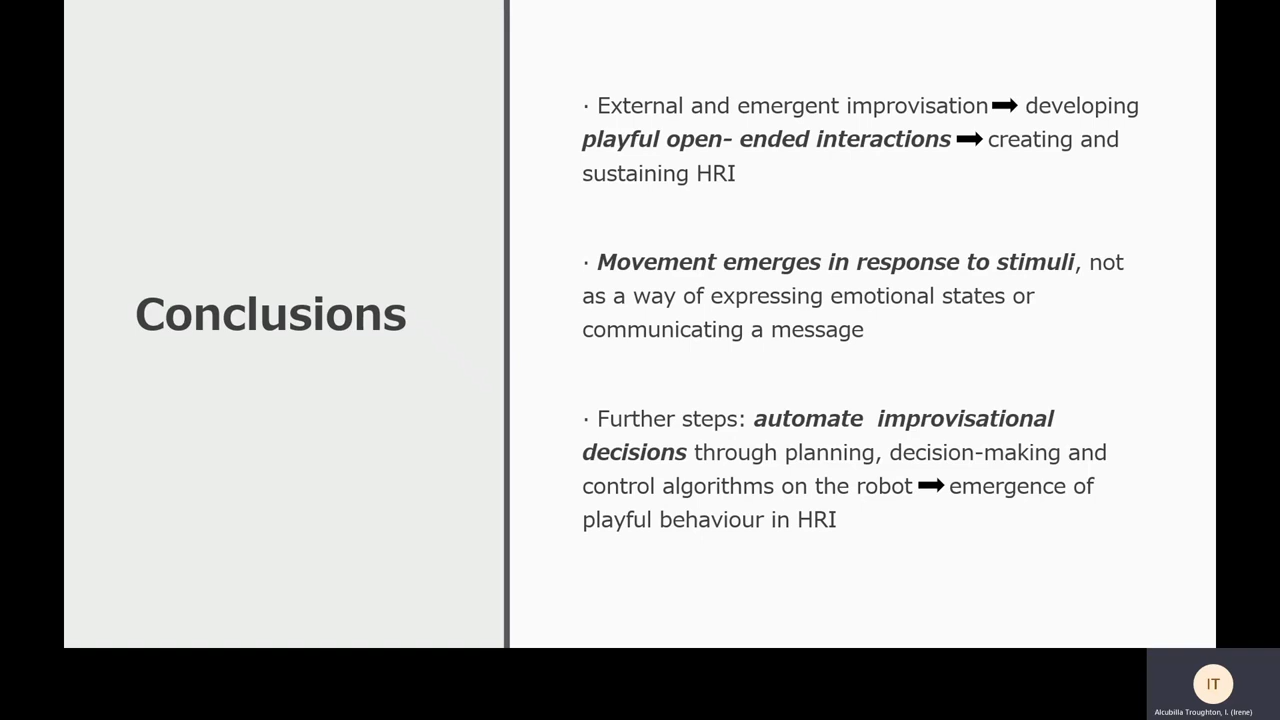 Conclusions
· External and emergent improvisation➡ developing
playful open- ended interactions ➡ creating and
sustaining HRI
· Movement emerges in response to stimuli, not
as a way of expressing emotional states or
communicating a message
· Further steps: automate  improvisational
decisions through planning, decision-making and
control algorithms on the robot ➡ emergence of
playful behaviour in HRI
IT
Alcubilla Troughton, I. (Irene)